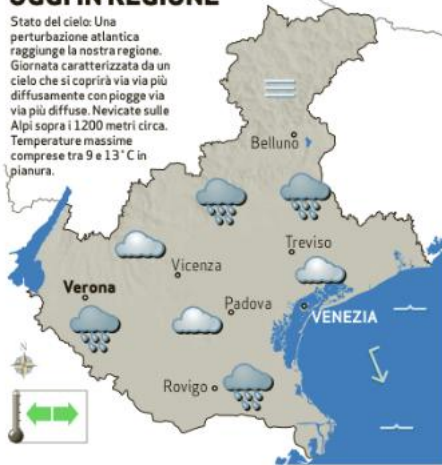 OGGI IN REGIONE
Stato del cielo: Una
perturbazione atlantica
raggiunge la nostra regione.
Giornata caratterizzata da un
cielo che si coprirà via via più
diffusamente con piogge via
via più diffuse. Nevicate sulle
Alpi sopra i 1200 metri circa.
Temperature massime
comprese tra 9 e 13°C in
pianura.
Belluno
Treviso
Vicenza
Verona
Padova
VENEZIA
Rovigo